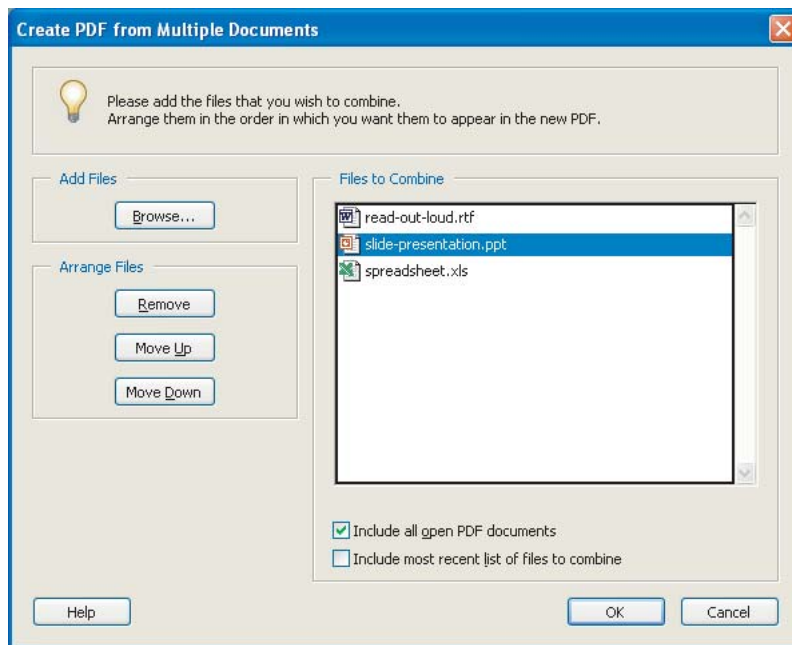 Create PDF from Multiple Documents
Please add the files that you wish to combine.
Arrange them in the order in which you want them to appear in the new PDF.
Add Files
Browse...
Arrange Files
Remove
Move Up
Move Down
Files to Combine
read-out-loud.rtf
slide-presentation.ppt
spreadsheet.xls
Include all open PDF documents
Include most recent list of files to combine
Help
OK
Cancel